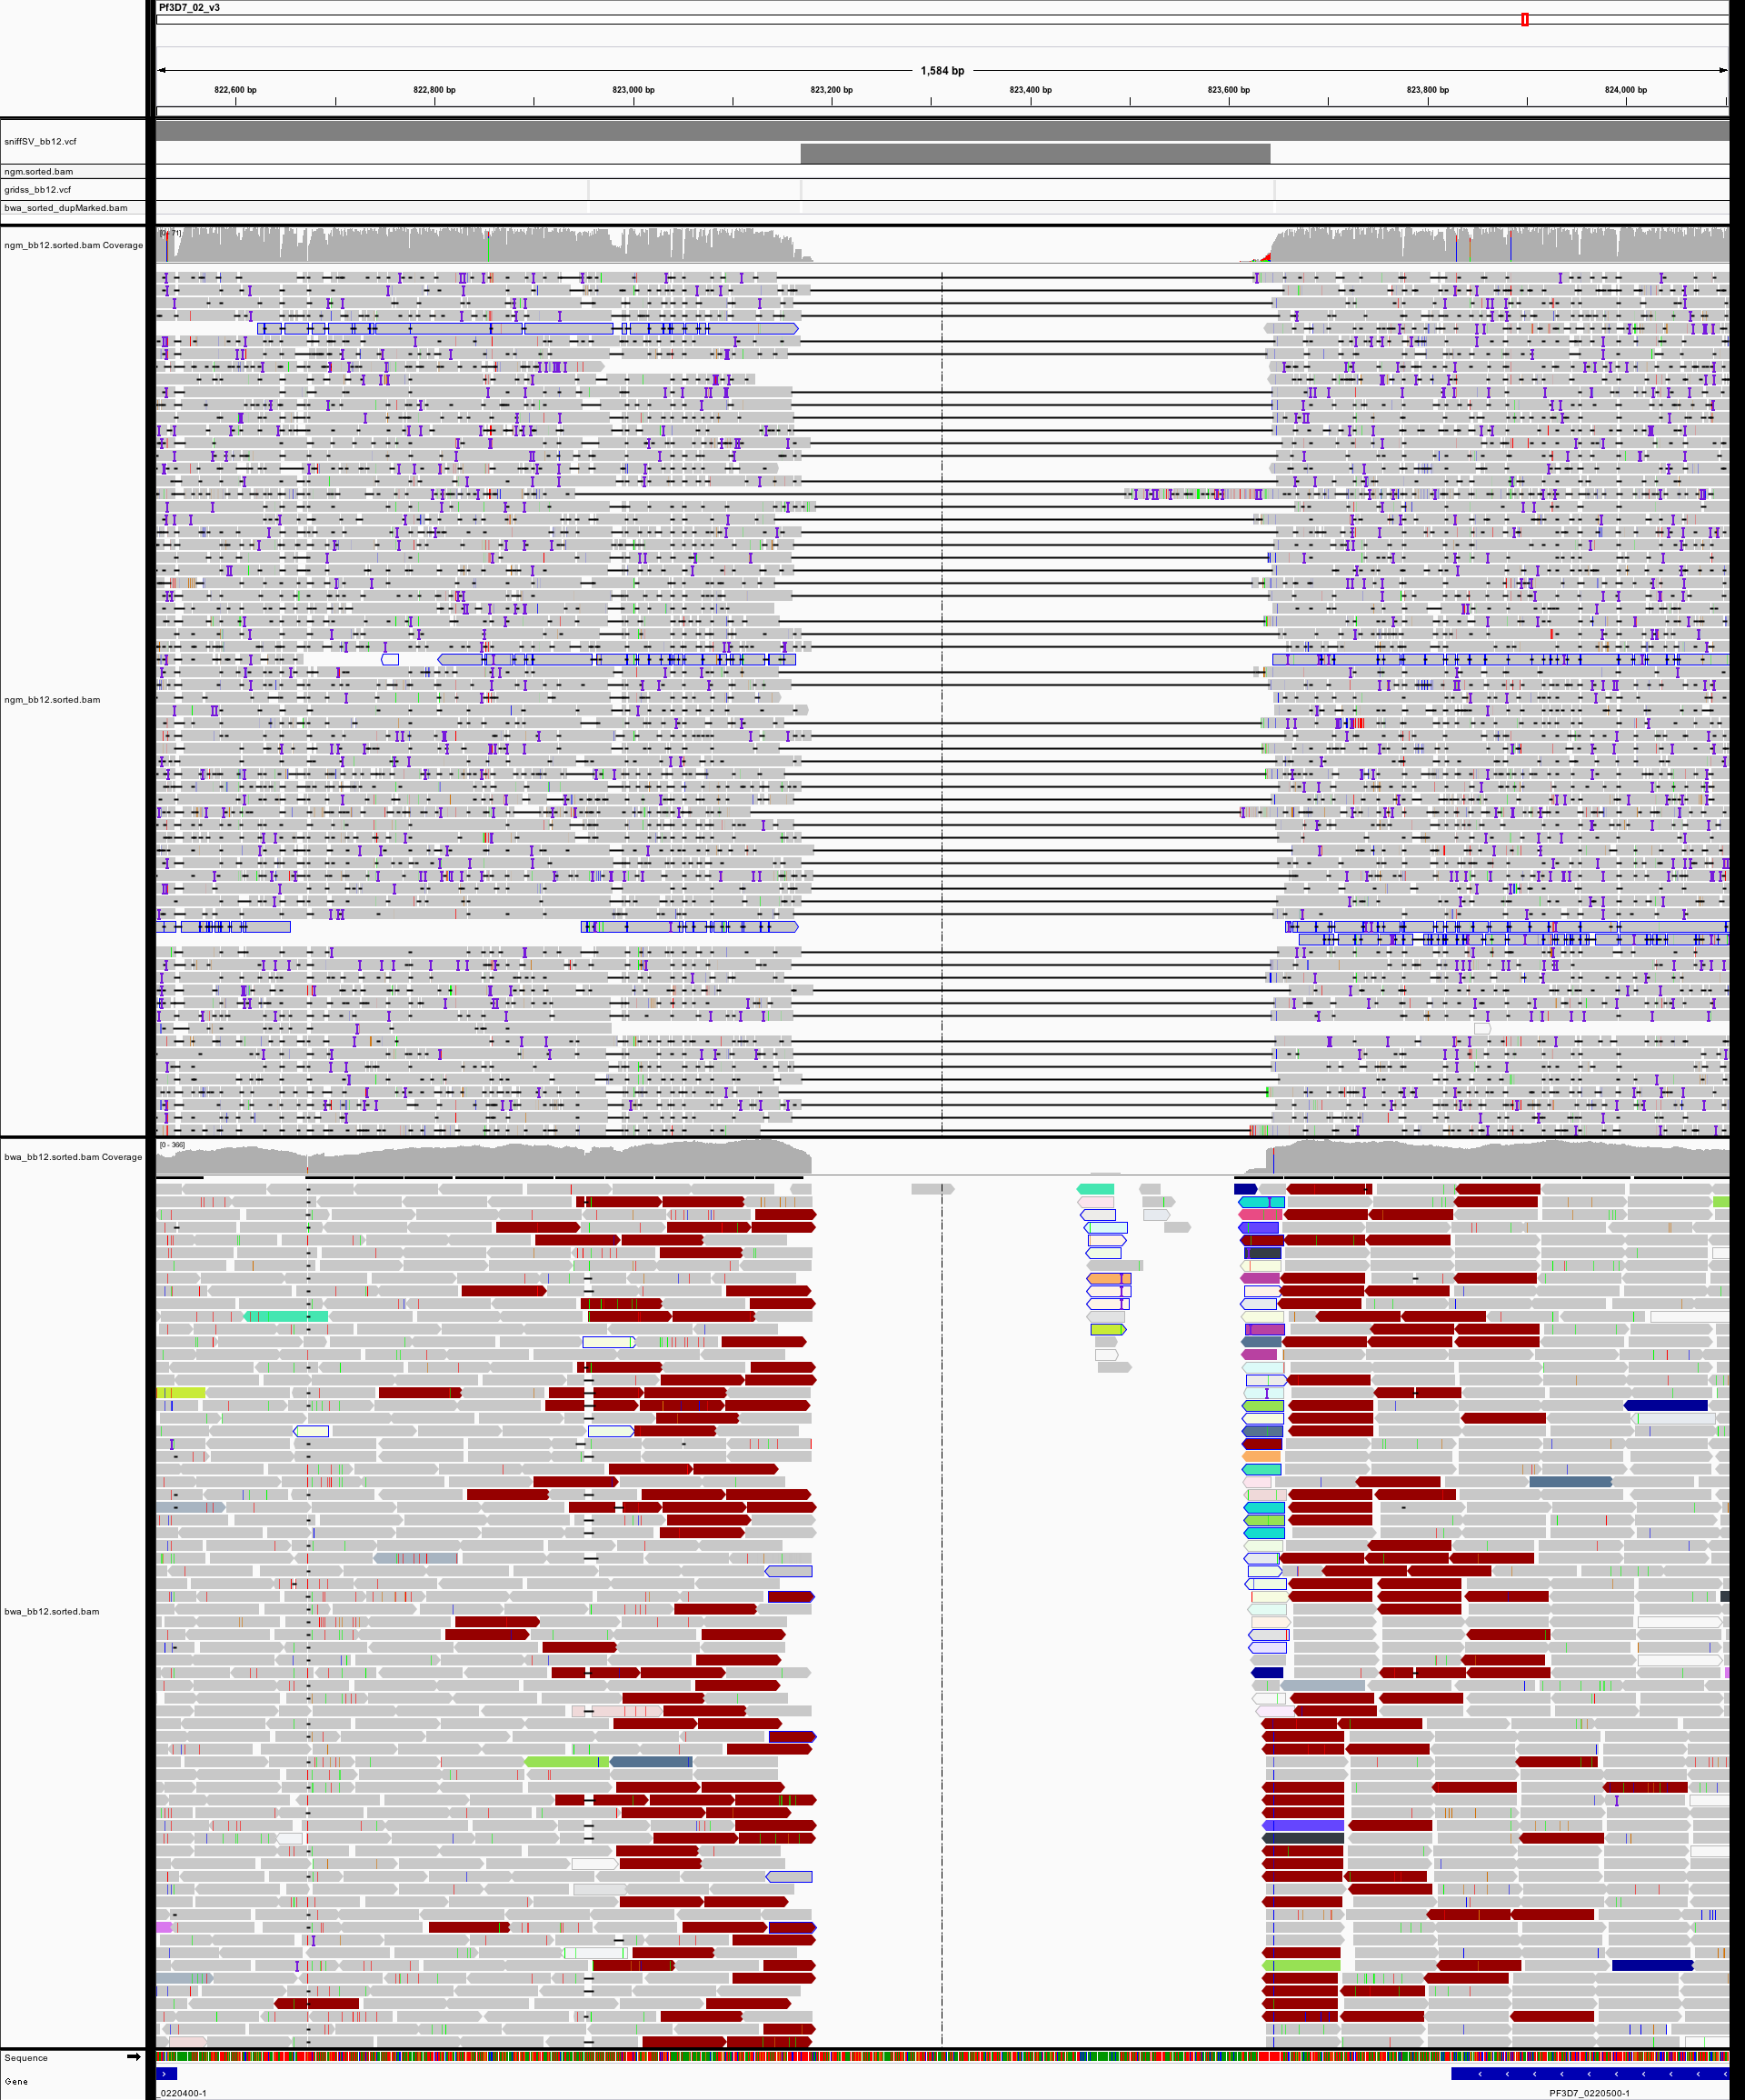 Pf3D7_02_v3
1,584 bp
822,600 bp 822,800 bp 823,000 bp 823,200 bp 823,400 bp 823,600 bp 823,800 bp 824,000 bp
sniffSV_bb12.vcf
ngm.sorted.bam
gridss_bb12.vcf
bwa_sorted_dupMarked.bam
[0 - 71]
ngm_bb12.sorted.bam Coverage
ngm_bb12.sorted.bam
[0 - 366]
bwa_bb12.sorted.bam Coverage
bwa_bb12.sorted.bam
Sequence
Gene
_0220400-1 PF3D7_0220500-1